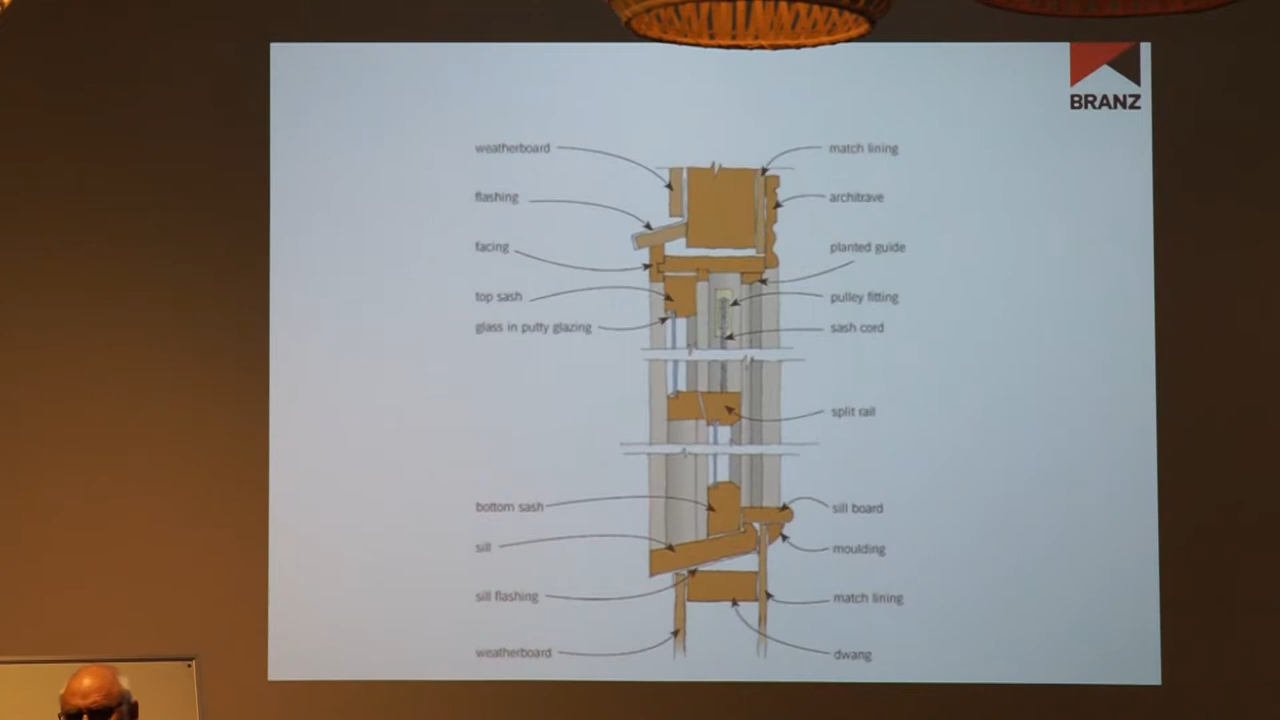 BRANZ
weatherboard
match lining
flashing
architrave
facing
planted guide
top sash
pulley fitting
glass in putty glazing
sash cord
split rail
bottom sash
sill board
sill
moulding
sill flashing
match lining
weatherboard
dwang